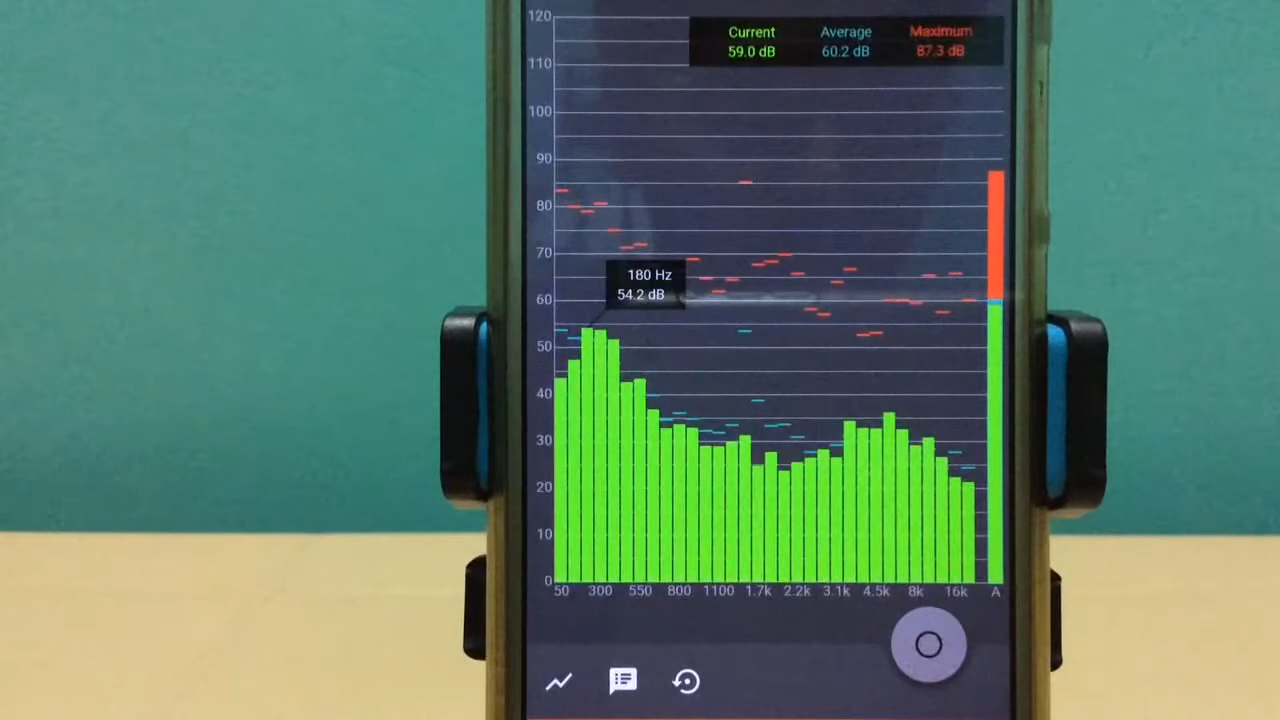 120
Current Average Maximum
59.0 dB 60.2 dB 87.3 dB
110
100
90
80
70
180 Hz
54.2 dB
60
50
40
30
20
10
0
50 300 550 800 1100 1.7k 2.2k 3.1k 4.5k 8k 16k A